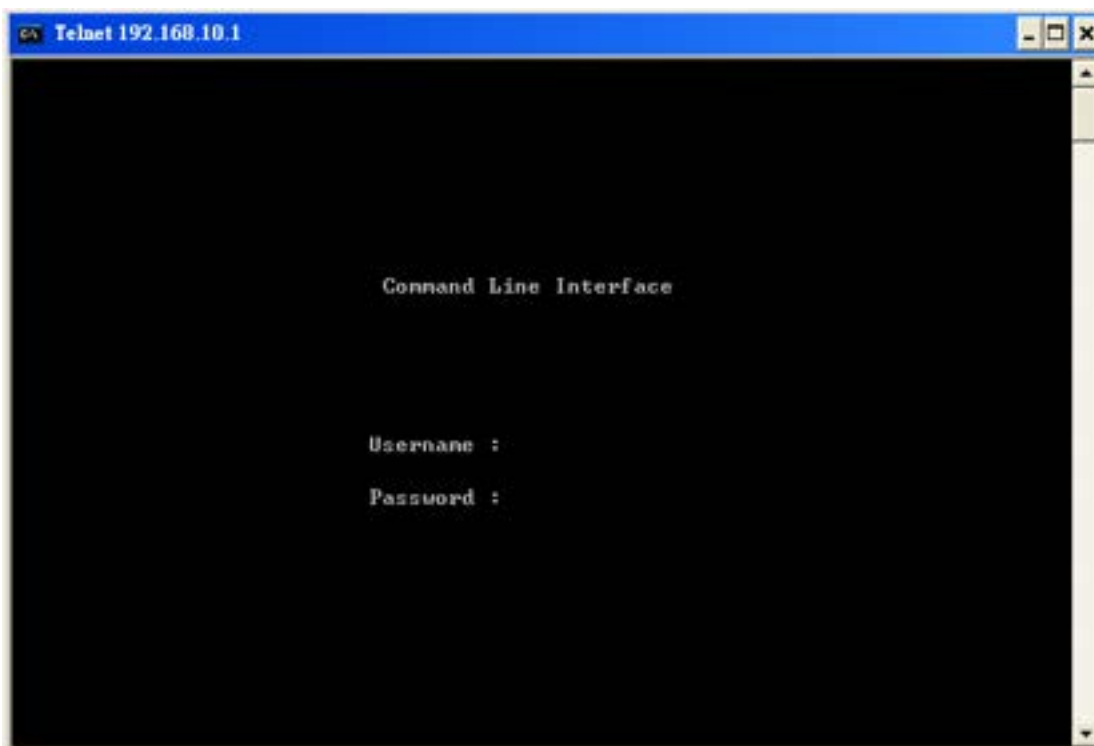 Telnet 192.168.10.1
Command Line Interface
Username :
Password :